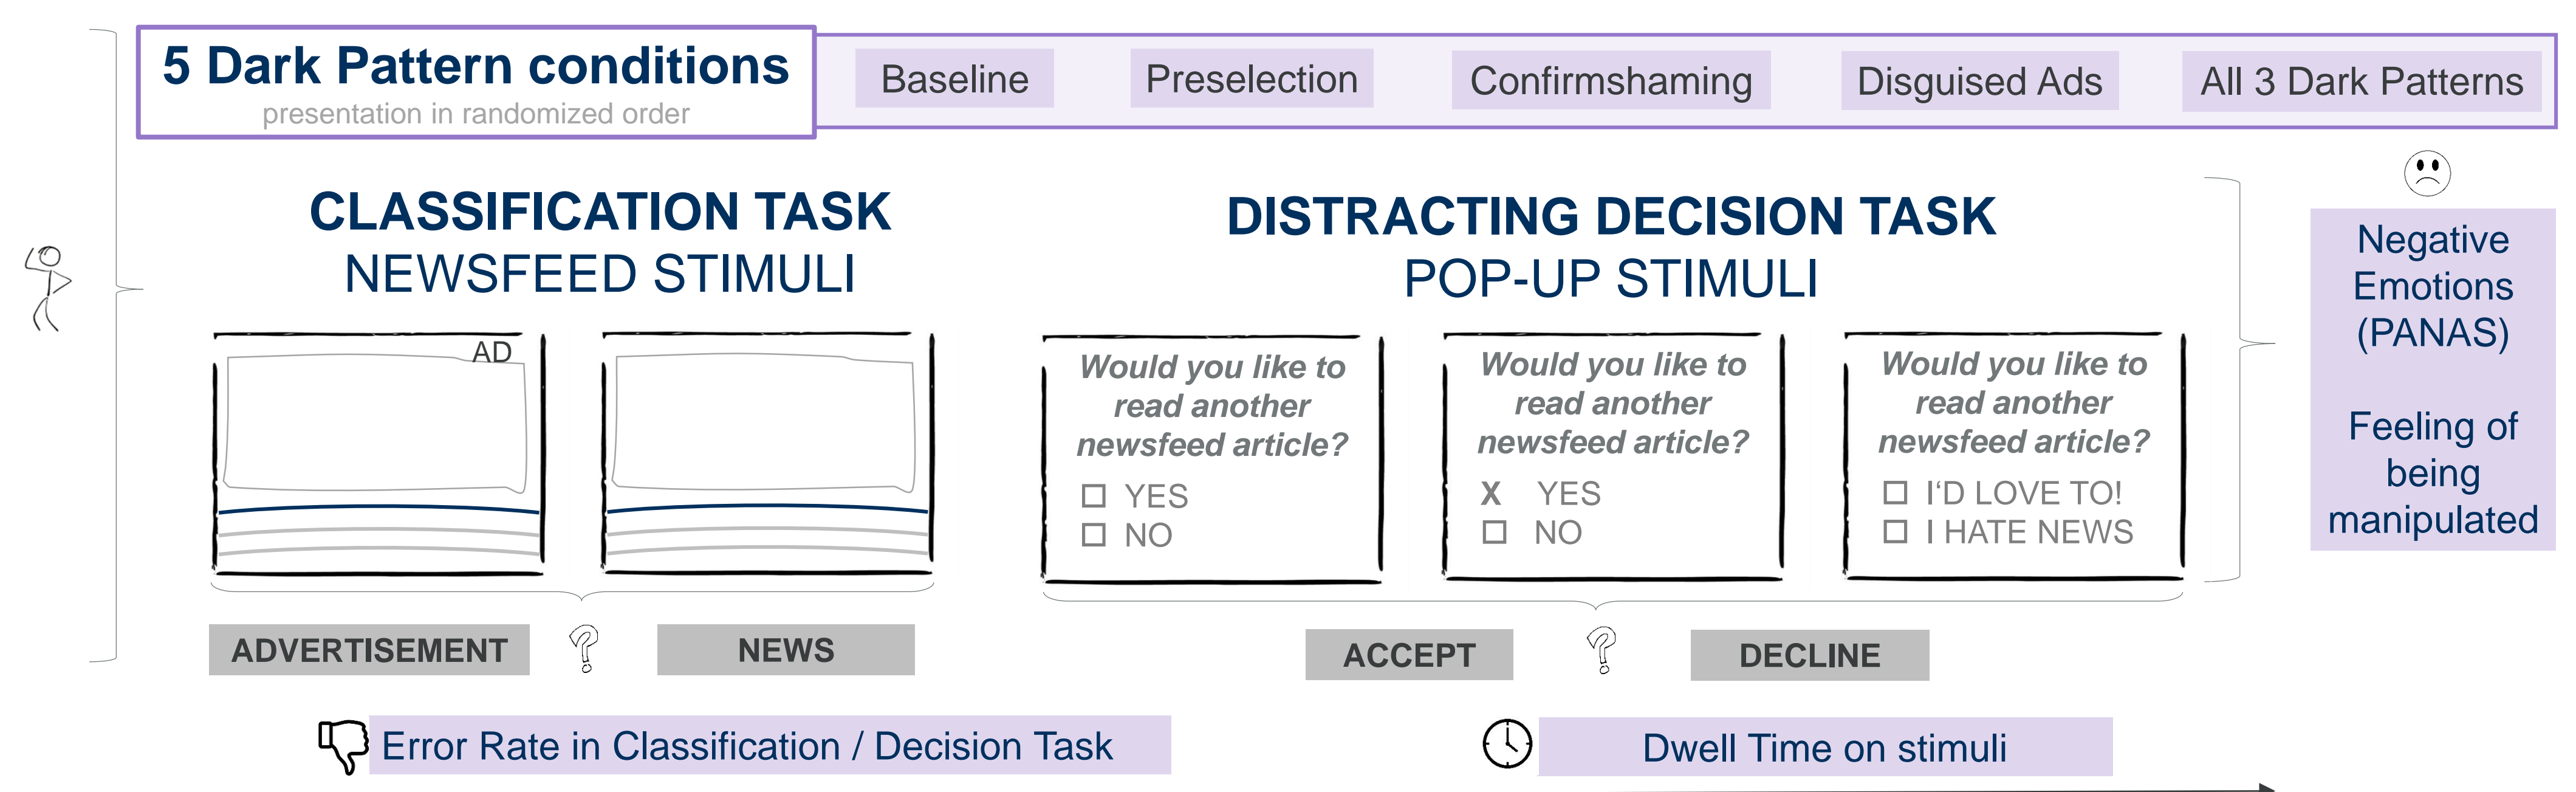 5 Dark Pattern conditions
presentation in randomized order
Baseline
Preselection
Confirmshaming
Disguised Ads
All 3 Dark Patterns
CLASSIFICATION TASK
NEWSFEED STIMULI
AD
ADVERTISEMENT
?
NEWS
DISTRACTING DECISION TASK
POP-UP STIMULI
Would you like to
read another
newsfeed article?
☐ YES
☐ NO
Would you like to
read another
newsfeed article?
X YES
☐ NO
Would you like to
read another
newsfeed article?
☐ I‘D LOVE TO!
☐ I HATE NEWS
ACCEPT
?
DECLINE
Negative
Emotions
(PANAS)
Feeling of
being
manipulated
Error Rate in Classification / Decision Task
Dwell Time on stimuli